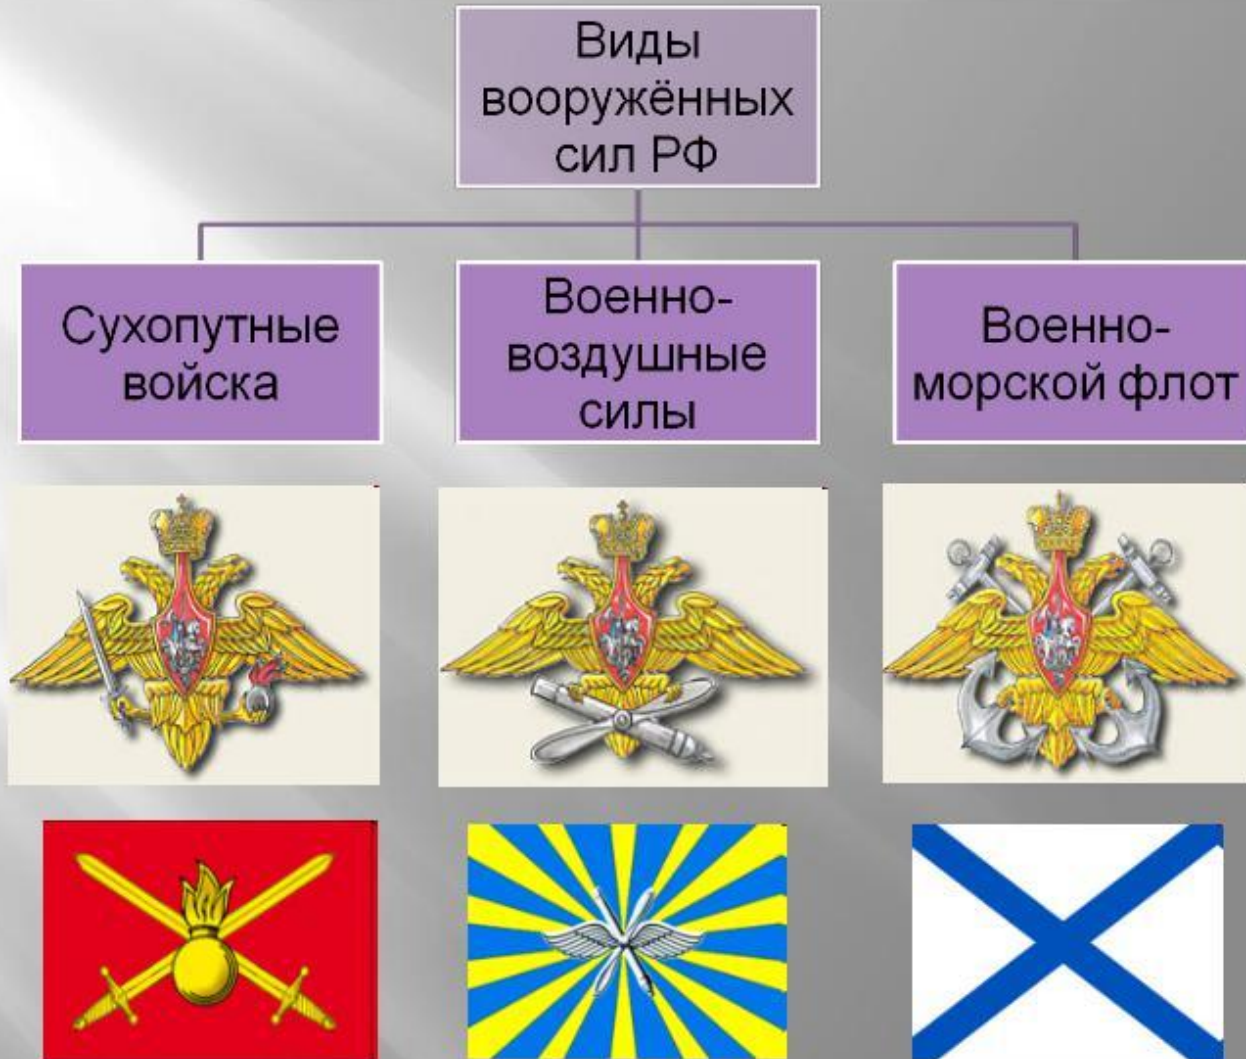 Виды
вооружённых
сил РФ
Сухопутные
войска
Военно-
воздушные
силы
Военно-
морской флот